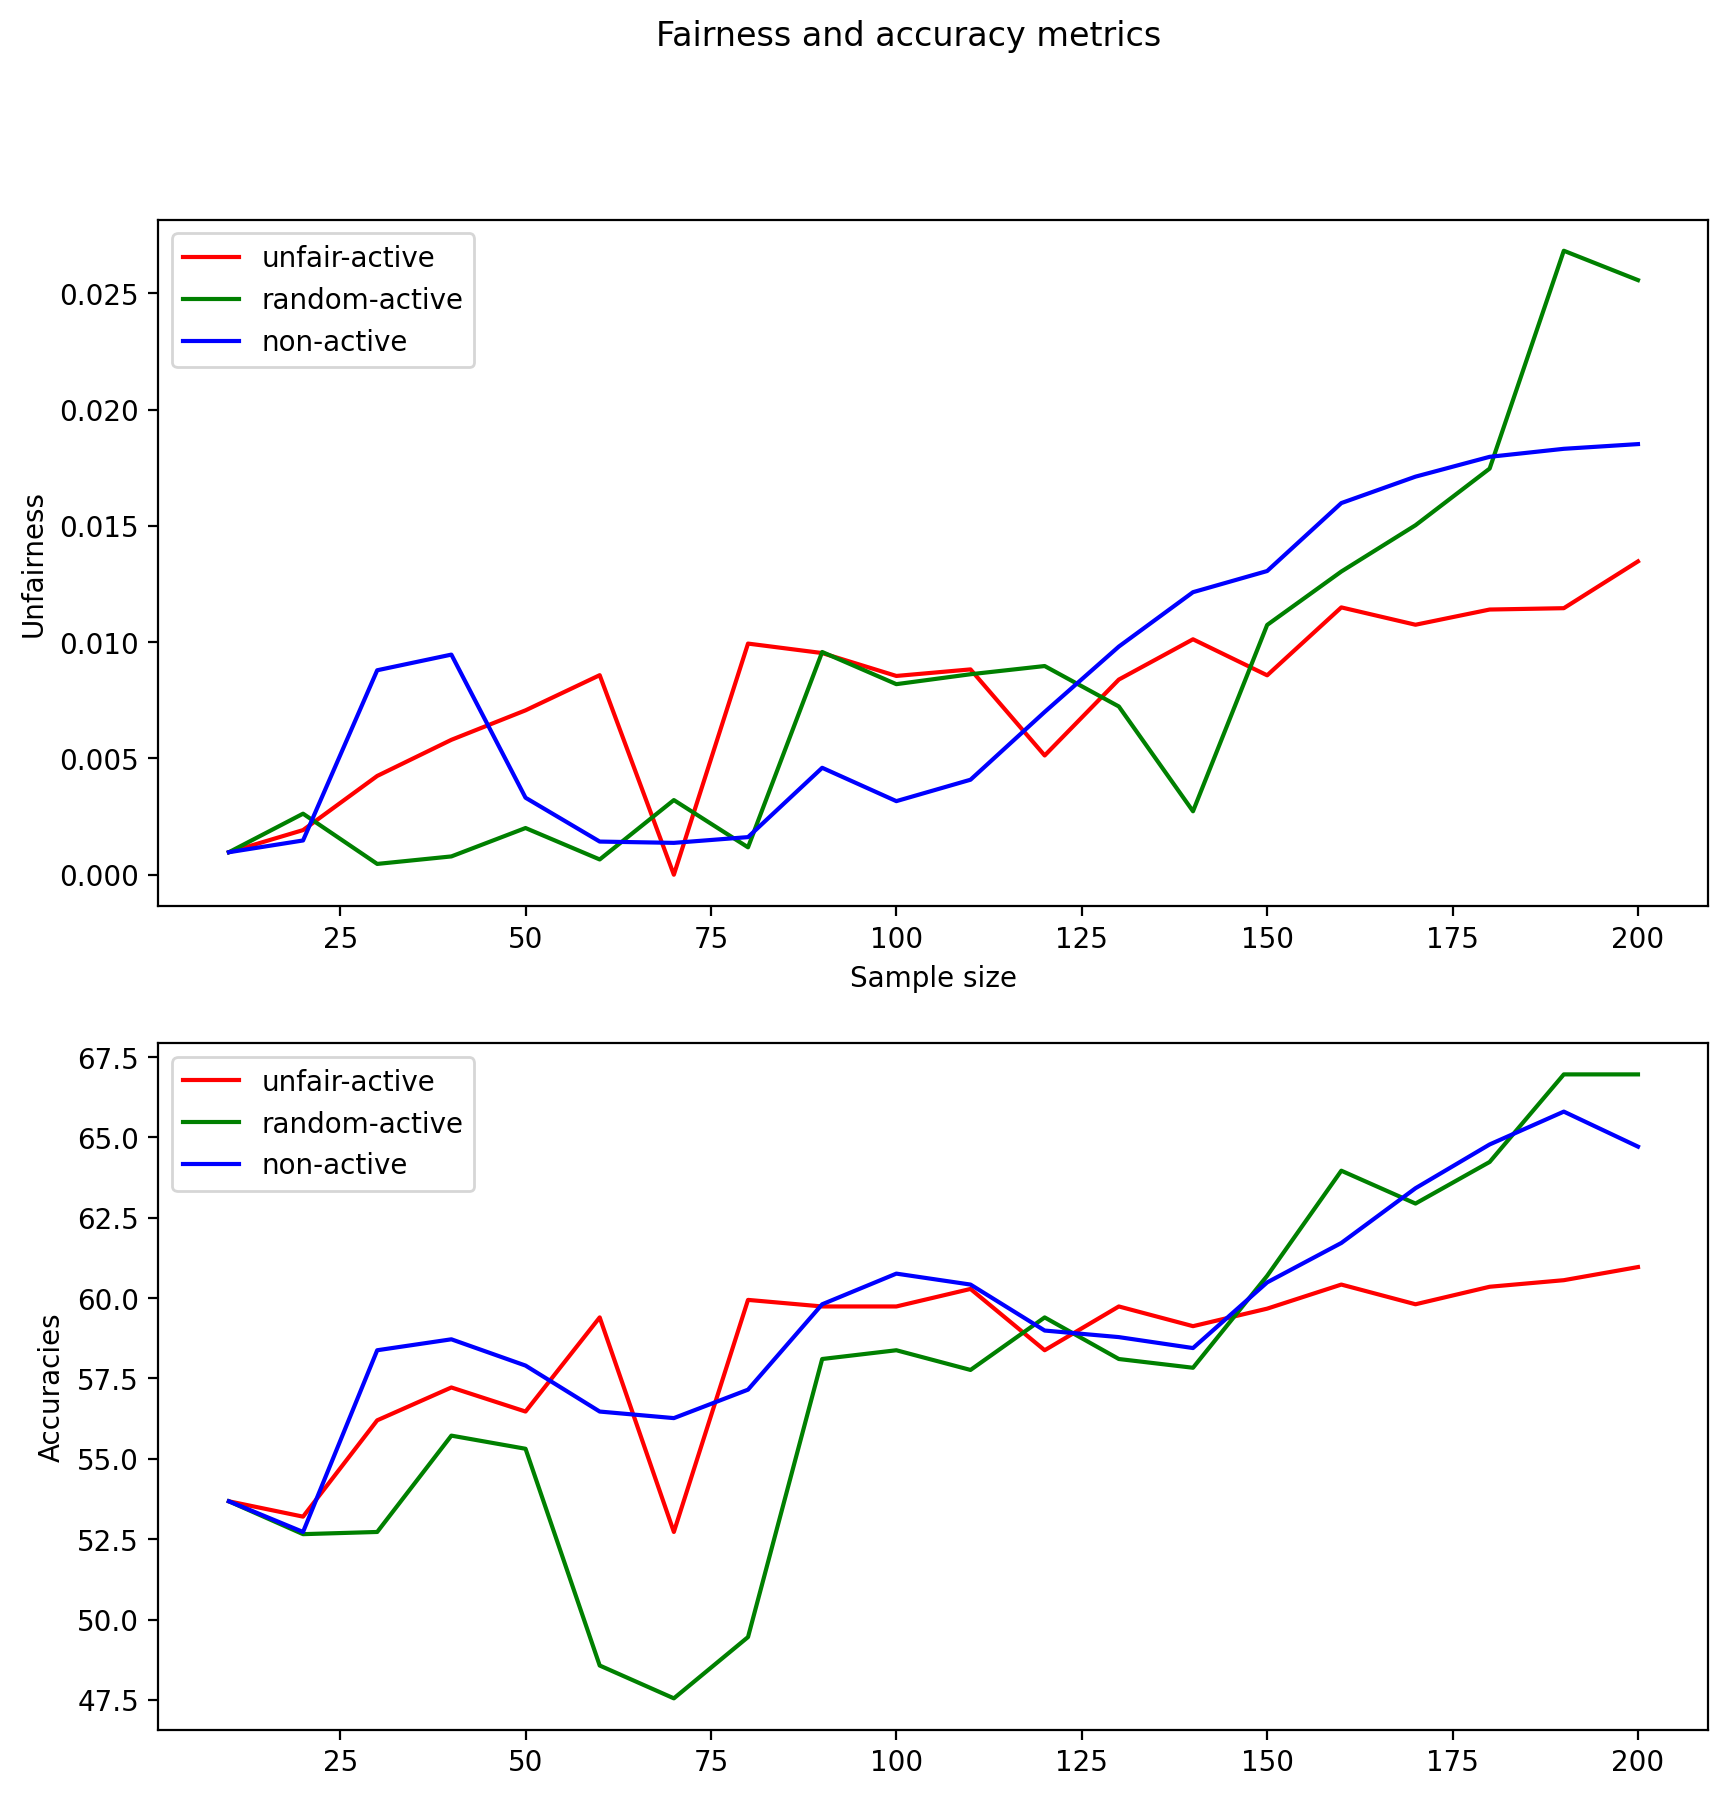 Fairness and accuracy metrics
unfair-active
random-active
non-active
0.025
0.020
0.015
0.010
0.005
0.000
Unfairness
25 50 75 100 125 150 175 200
Sample size
unfair-active
random-active
non-active
67.5
65.0
62.5
60.0
57.5
55.0
52.5
50.0
47.5
Accuracies
25 50 75 100 125 150 175 200